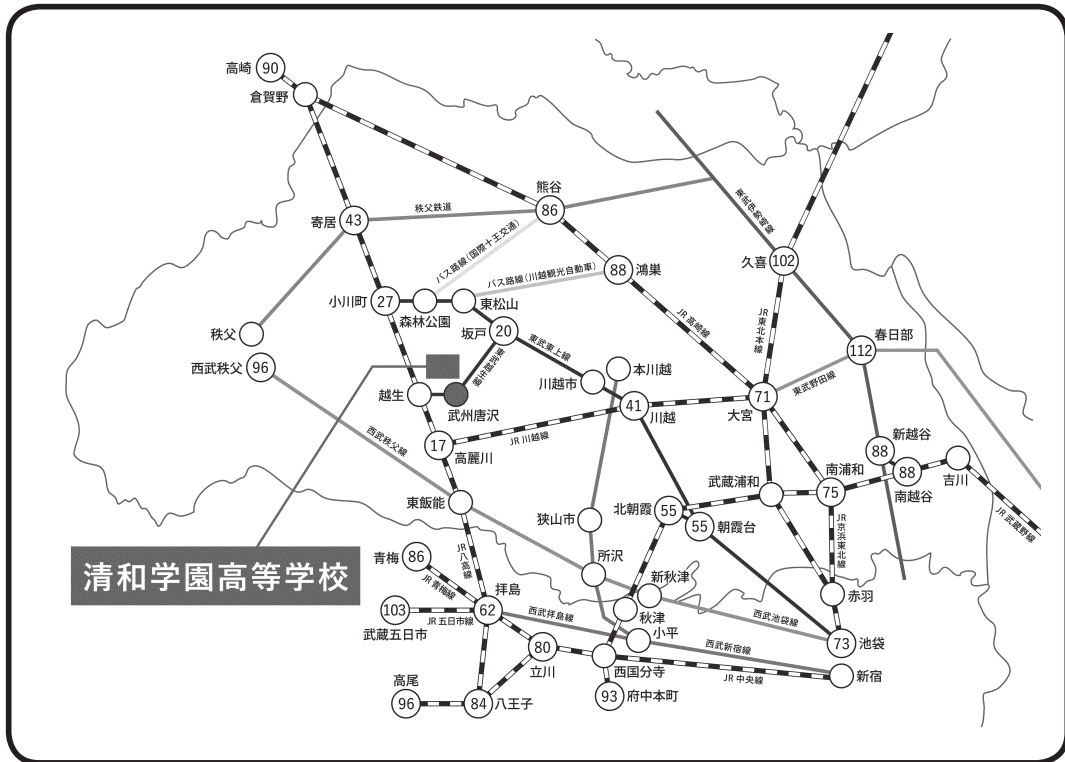 高崎
90
倉賀野
熊谷
86
秩父鉄道
寄居
43
バス路線(国際十王交通)
バス路線(川越観光自動車)
88
鴻巣
東武伊勢崎線
久喜
102
小川町
27
森林公園
東松山
JR高崎線
JR東北本線
秩父
坂戸
20
東武東上線
春日部
112
西武秩父
96
東武越生線
本川越
川越市
東武野田線
越生
武州唐沢
41
川越
71
大宮
西武秩父線
17
高麗川
JR川越線
新越谷
88
88
南越谷
吉川
東飯能
武蔵浦和
南浦和
75
北朝霞
55
55
朝霞台
狭山市
JR武蔵野線
JR京浜東北線
JR八高線
清和学園高等学校
青梅
86
JR青梅線
所沢
新秋津
赤羽
拝島
62
103
武蔵五日市
JR五日市線
西武拝島線
秋津
小平
西武池袋線
73
池袋
西武新宿線
80
立川
西国分寺
JR中央線
新宿
高尾
96
84
八王子
93
府中本町